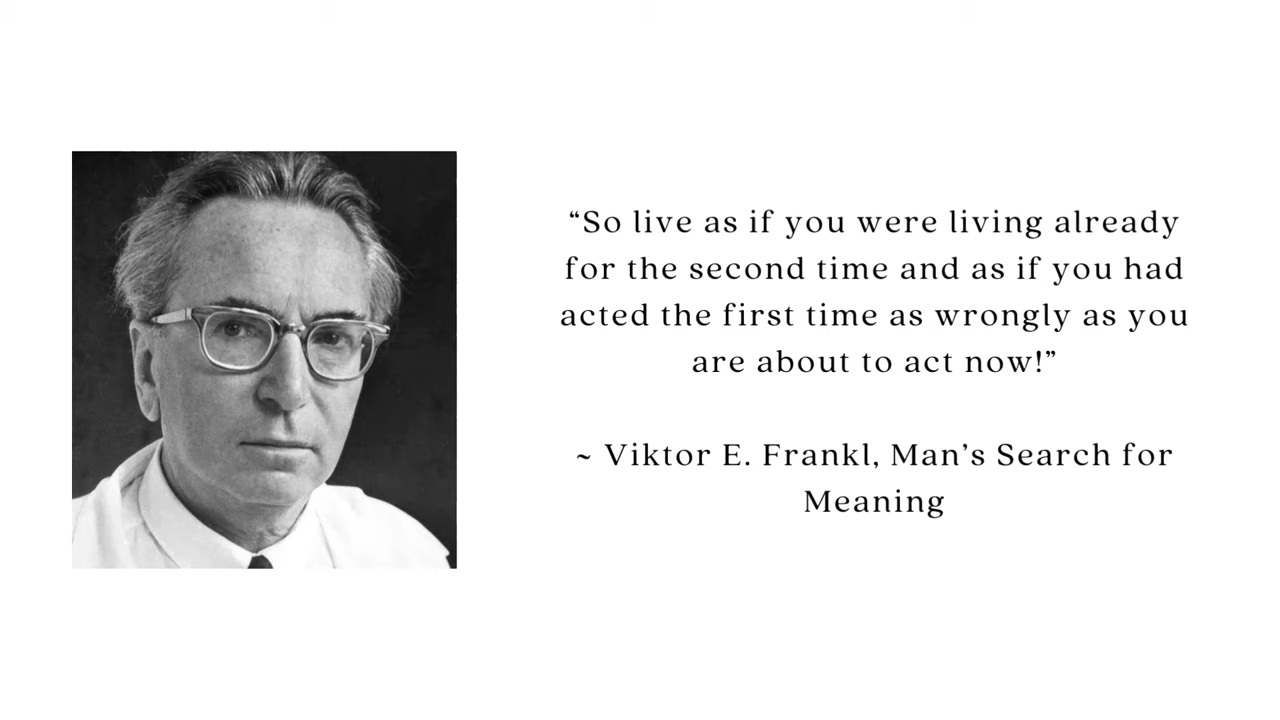 “So live as if you were living already
for the second time and as if you had
acted the first time as wrongly as you
are about to act now!”
~ Viktor E. Frankl, Man’s Search for
Meaning